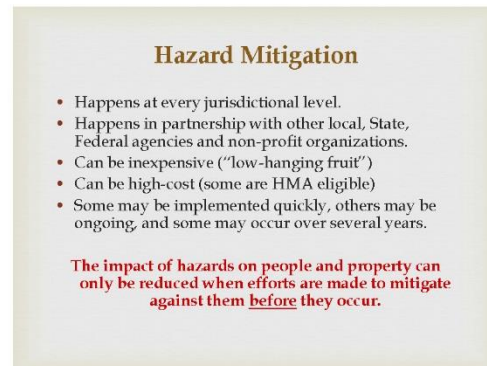 Hazard Mitigation
• Happens at every jurisdictional level.
• Happens in partnership with other local, State,
Federal agencies and non-profit organizations.
• Can be inexpensive (“low-hanging fruit”)
• Can be high-cost (some are HMA eligible)
• Some may be implemented quickly, others may be
ongoing, and some may occur over several years.
The impact of hazards on people and property can
only be reduced when efforts are made to mitigate
against them before they occur.